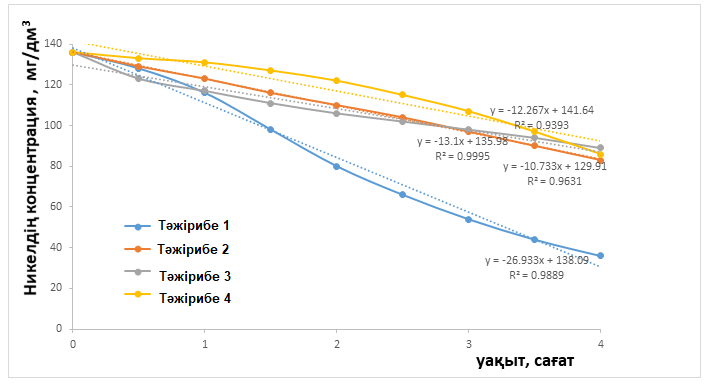 Никелдің концентрация , мг/дм³
140
120
100
80
60
40
20
0
0 1 2 3 4
уақыт, сағат
Тәжірибе 1
Тәжірибе 2
Тәжірибе 3
Тәжірибе 4
y = -12.267x + 141.64
R² = 0.9393
y = -13.1x + 135.98
R² = 0.9995
y = -10.733x + 129.91
R² = 0.9631
y = -26.933x + 138.09
R² = 0.9889